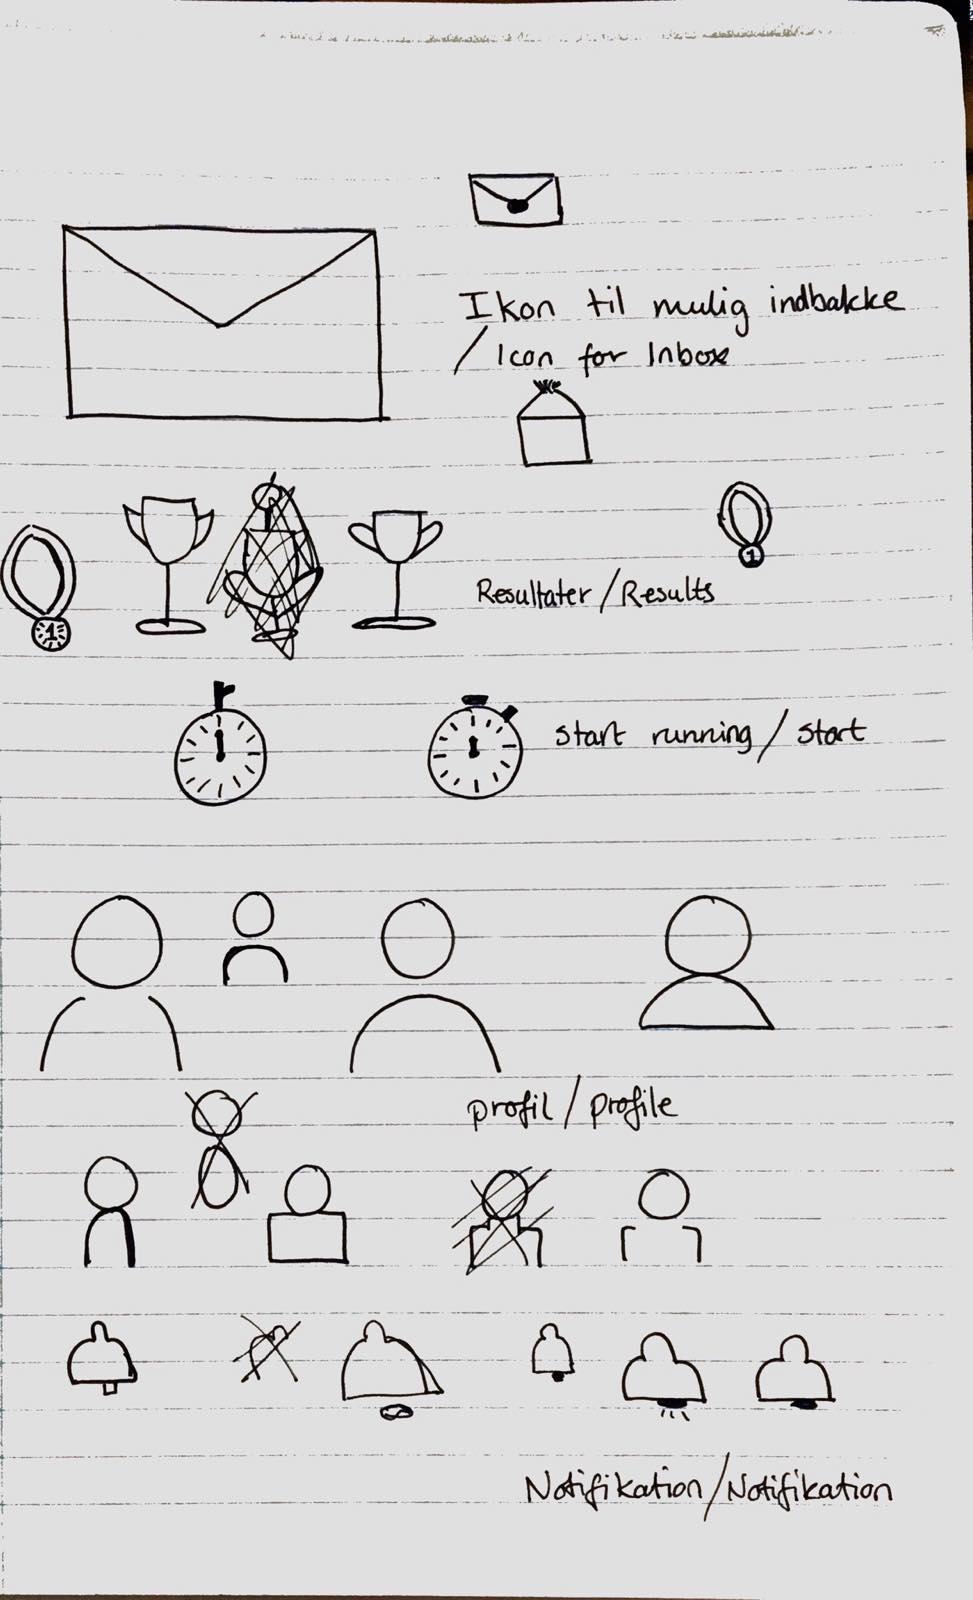 Ikon til mulig indbakke
/ Icon for Inbox
1
1
Resultater / Results
start running / start
profil / profile
Notifikation / Notifikation